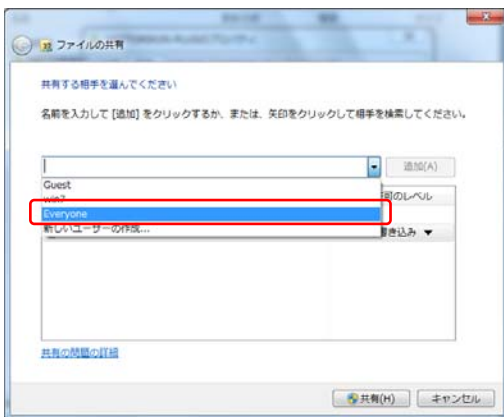 ファイルの共有
共有する相手を選んでください
名前を入力して [追加] をクリックするか、または、矢印をクリックして相手を検索してください。
追加(A)
Guest
win7
可のレベル
Everyone
新しいユーザーの作成...
書き込み ▼
共有の問題の詳細
共有(H)
キャンセル